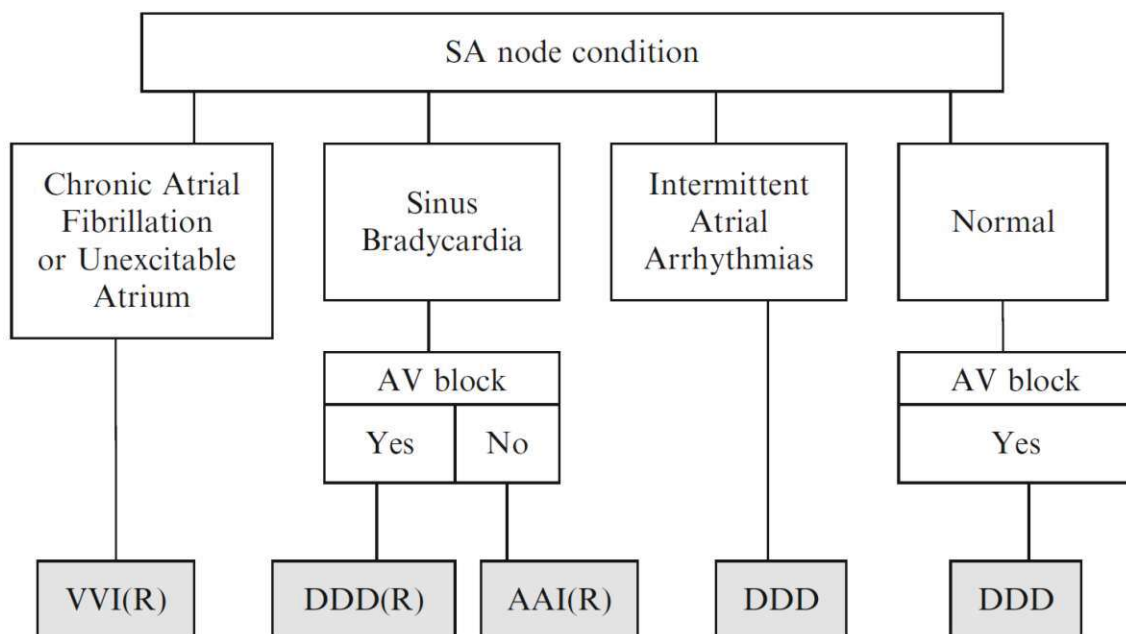 SA node condition
Chronic Atrial
Fibrillation
or Unexcitable
Atrium
Sinus
Bradycardia
Intermittent
Atrial
Arrhythmias
Normal
AV block
Yes
No
AV block
Yes
VVI(R)
DDD(R)
AAI(R)
DDD
DDD